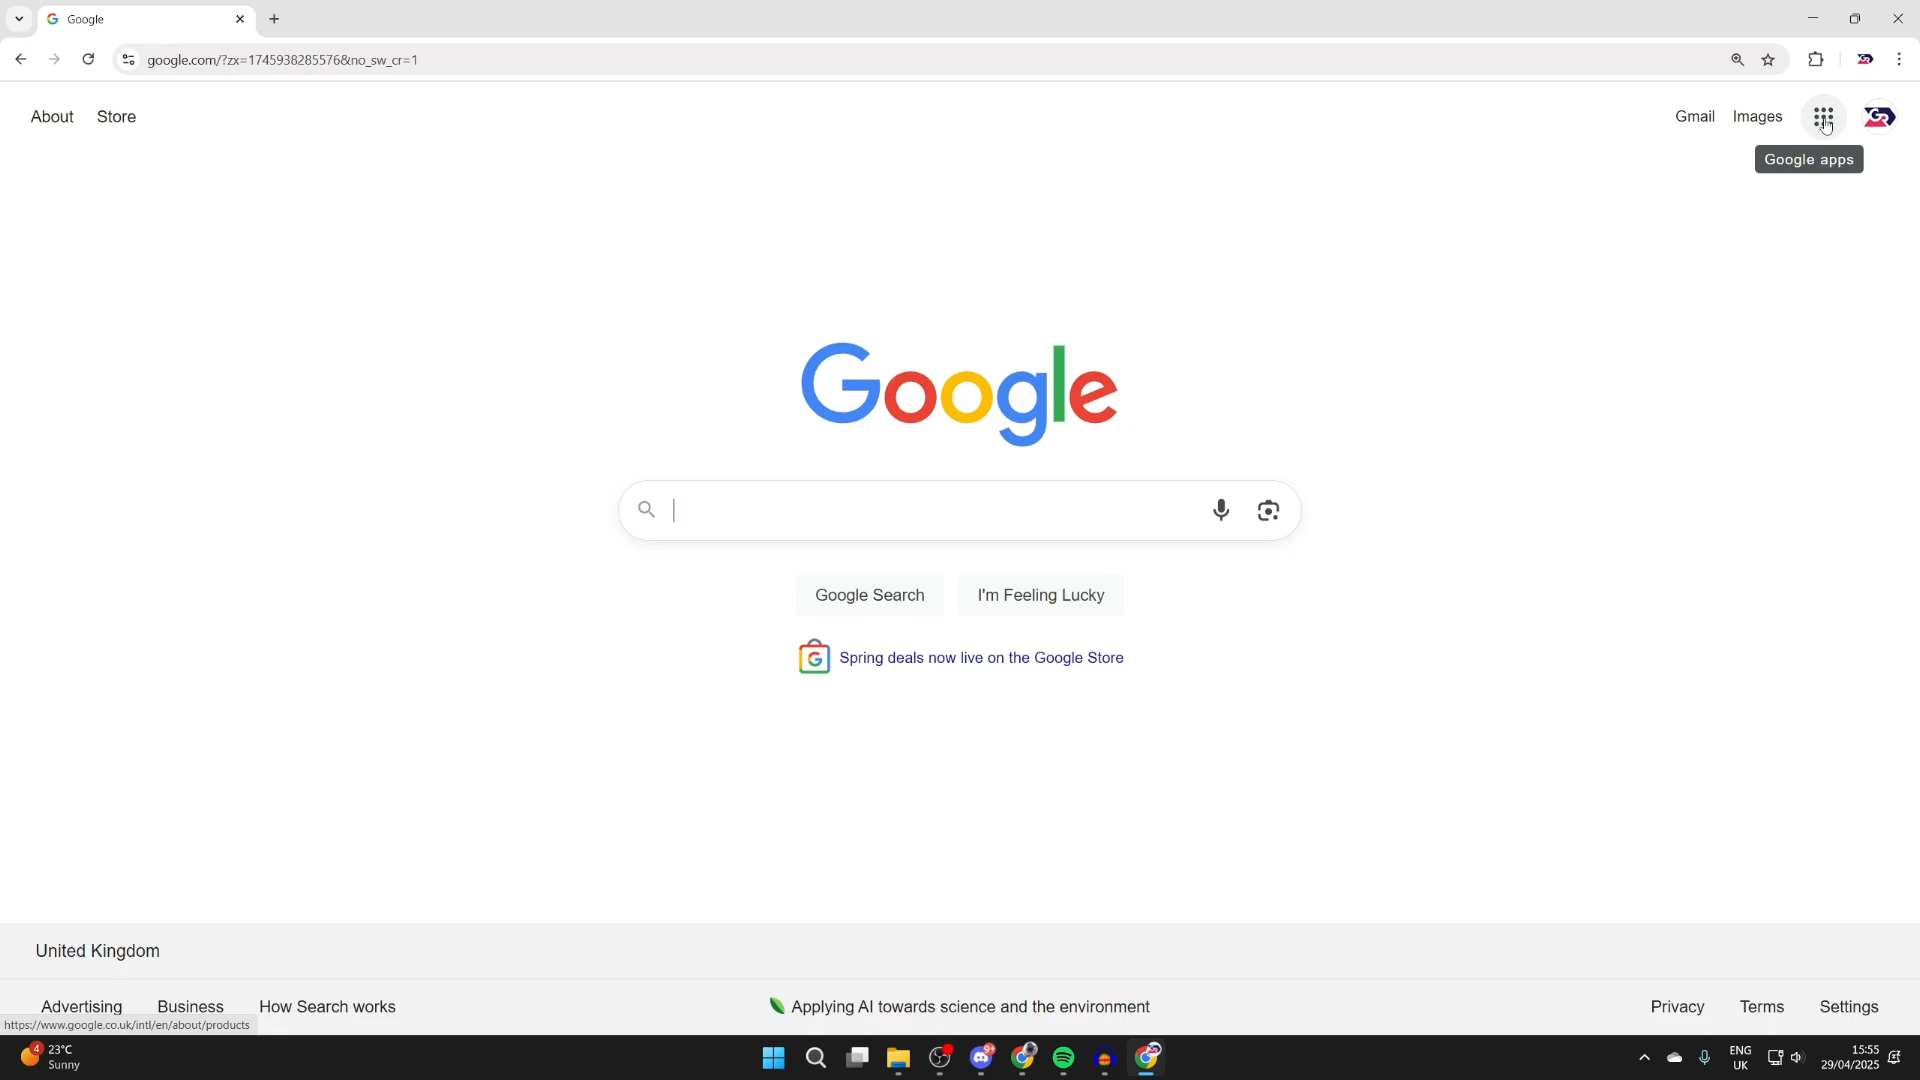 Google
google.com/?zx=1745938285576&no_sw_cr=1
About Store
Gmail Images
Google apps
Google
Google Search I'm Feeling Lucky
Spring deals now live on the Google Store
United Kingdom
Advertising Business How Search works
Applying AI towards science and the environment
Privacy Terms Settings
https://www.google.co.uk/intl/en/about/products
4 23°C
Sunny
9+
ENG
UK
15:55
29/04/2025